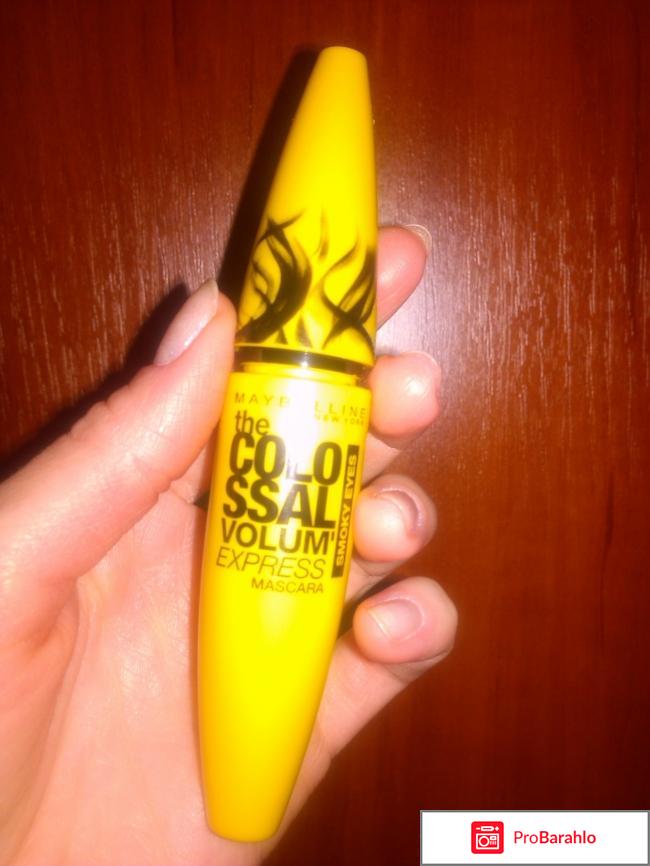 MAYBELLINE
NEW YORK
the
COLO
SSAL
VOLUM'
EXPRESS
MASCARA
SMOKY EYES
ProBarahlo